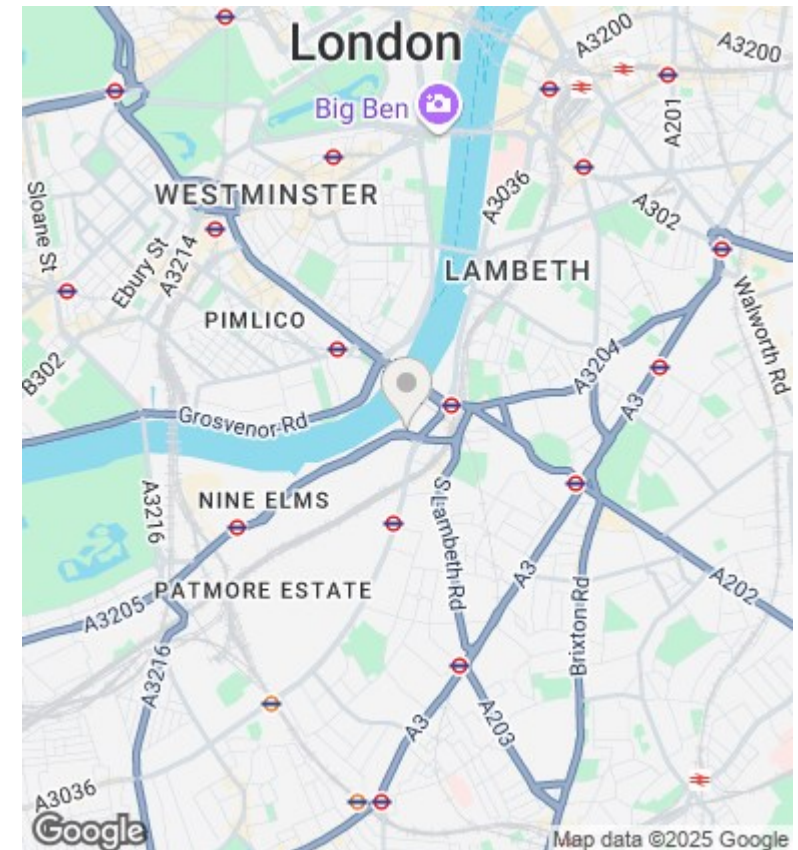 London
A3200
A3200
Big Ben
A201
Sloane St
WESTMINSTER
A3036
A302
Ebury St
A3214
LAMBETH
Walworth Rd
PIMLICO
B302
A3204
A3
Grosvenor Rd
A3216
NINE ELMS
S Lambeth Rd
A3
A202
PATMORE ESTATE
A3205
Brixton Rd
A3216
A203
A3
A3036
Google
Map data ©2025 Google